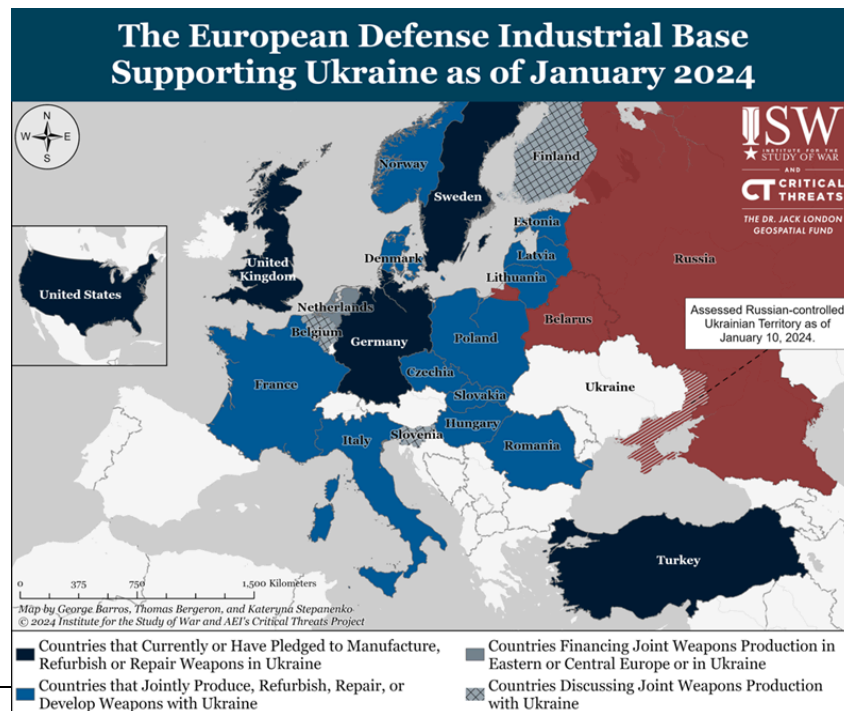 The European Defense Industrial Base
Supporting Ukraine as of January 2024
N
W
E
S
ISW
INSTITUTE FOR THE
STUDY OF WAR
AND
CT CRITICAL
THREATS
THE DR. JACK LONDON
GEOSPATIAL FUND
Finland
Norway
Sweden
Estonia
Latvia
Lithuania
Russia
Denmark
United
Kingdom
United States
Netherlands
Belgium
Belarus
Assessed Russian-controlled
Ukrainian Territory as of
January 10, 2024.
Germany
Poland
Czechia
France
Ukraine
Slovakia
Hungary
Italy
Slovenia
Romania
Turkey
0 375 750 1,500 Kilometers
Map by George Barros, Thomas Bergeron, and Kateryna Stepanenko
© 2024 Institute for the Study of War and AEI's Critical Threats Project
Countries that Currently or Have Pledged to Manufacture,
Refurbish or Repair Weapons in Ukraine
Countries that Jointly Produce, Refurbish, Repair, or
Develop Weapons with Ukraine
Countries Financing Joint Weapons Production in
Eastern or Central Europe or in Ukraine
Countries Discussing Joint Weapons Production
with Ukraine